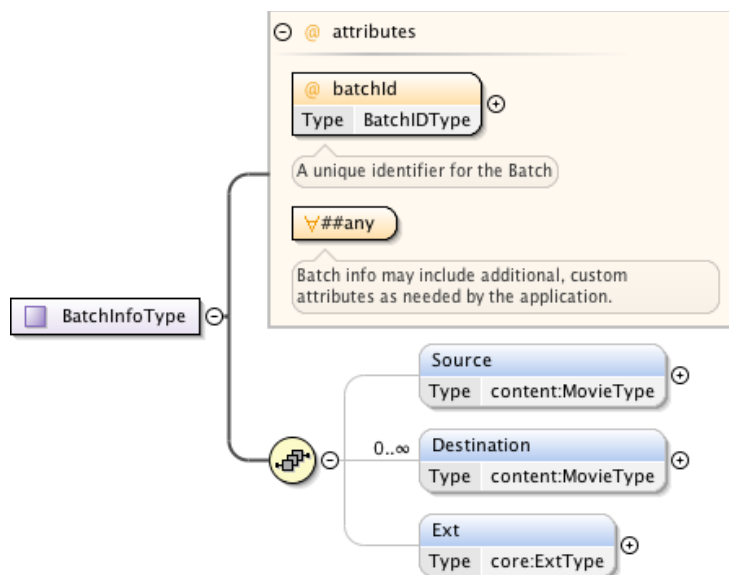 @ attributes
@ batchId
Type BatchIDType
A unique identifier for the Batch
∀##any
Batch info may include additional, custom
attributes as needed by the application.
BatchInfoType
Source
Type content:MovieType
0..∞
Destination
Type content:MovieType
Ext
Type core:ExtType